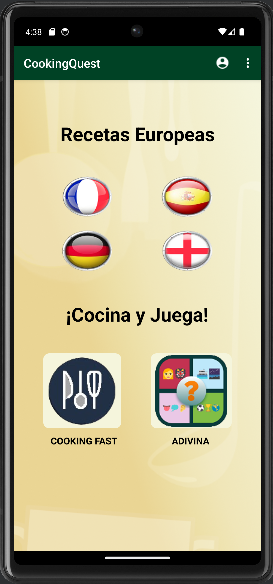 4:38
CookingQuest
Recetas Europeas
¡Cocina y Juega!
?
COOKING FAST
ADIVINA